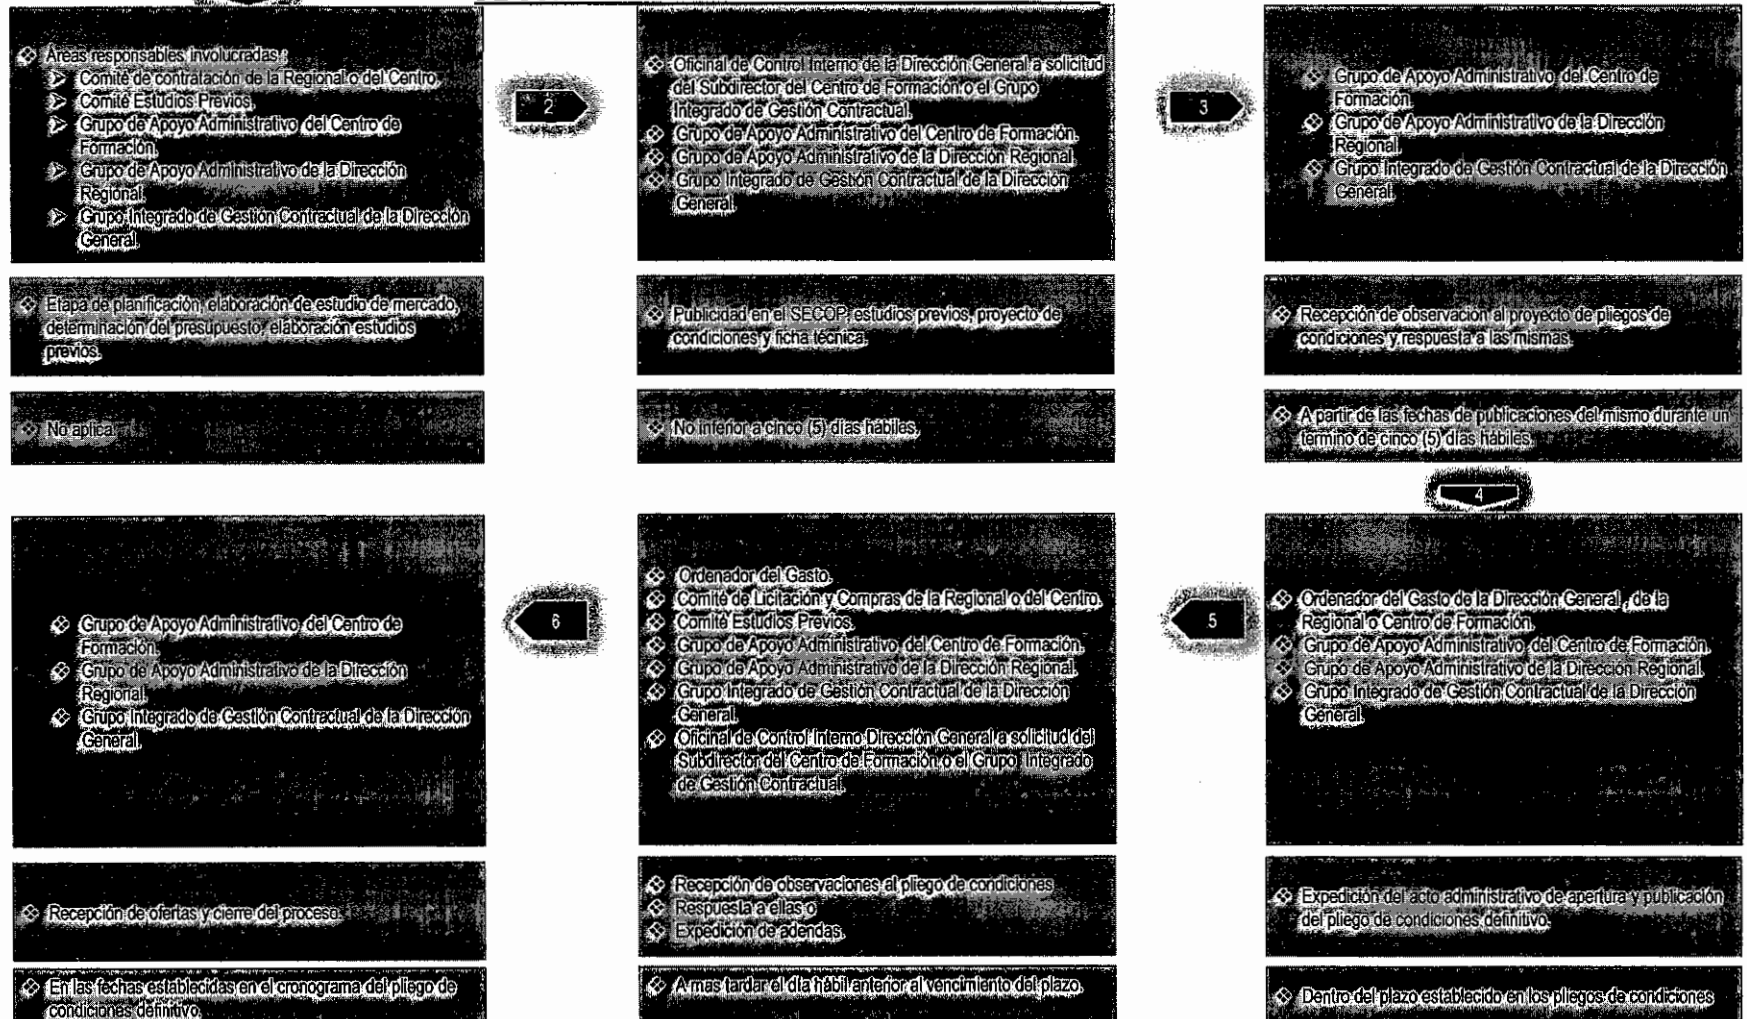 Áreas responsables involucradas :
Comité de contratación de la Regional o del Centro.
Comité Estudios Previos.
Grupo de Apoyo Administrativo, del Centro de
Formación.
Grupo de Apoyo Administrativo de la Dirección
Regional.
Grupo Integrado de Gestión Contractual de la Dirección
General.
Etapa de planificación, elaboración de estudio de mercado,
determinación del presupuesto, elaboración estudios
previos.
No aplica.
2
Oficinal de Control Interno de la Dirección General a solicitud
del Subdirector del Centro de Formación o el Grupo
Integrado de Gestión Contractual.
Grupo de Apoyo Administrativo del Centro de Formación.
Grupo de Apoyo Administrativo de la Dirección Regional.
Grupo Integrado de Gestión Contractual de la Dirección
General.
Publicidad en el SECOP, estudios previos, proyecto de
condiciones y ficha técnica.
No inferior a cinco (5) días hábiles.
3
Grupo de Apoyo Administrativo, del Centro de
Formación.
Grupo de Apoyo Administrativo de la Dirección
Regional.
Grupo Integrado de Gestión Contractual de la Dirección
General.
Recepción de observación al proyecto de pliegos de
condiciones y respuesta a las mismas.
A partir de las fechas de publicaciones del mismo durante un
término de cinco (5) días hábiles.
4
Ordenador del Gasto de la Dirección General , de la
Regional o Centro de Formación.
Grupo de Apoyo Administrativo, del Centro de Formación.
Grupo de Apoyo Administrativo de la Dirección Regional.
Grupo Integrado de Gestión Contractual de la Dirección
General.
Expedición del acto administrativo de apertura y publicación
del pliego de condiciones definitivo.
Dentro del plazo establecido en los pliegos de condiciones
5
Ordenador del Gasto.
Comité de Licitación y Compras de la Regional o del Centro.
Comité Estudios Previos.
Grupo de Apoyo Administrativo, del Centro de Formación.
Grupo de Apoyo Administrativo de la Dirección Regional.
Grupo Integrado de Gestión Contractual de la Dirección
General.
Oficinal de Control Interno Dirección General a solicitud del
Subdirector del Centro de Formación o el Grupo Integrado
de Gestión Contractual.
Recepción de observaciones al pliego de condiciones
Respuesta a ellas o
Expedición de adendas.
A mas tardar el día hábil anterior al vencimiento del plazo.
6
Grupo de Apoyo Administrativo, del Centro de
Formación.
Grupo de Apoyo Administrativo de la Dirección
Regional.
Grupo Integrado de Gestión Contractual de la Dirección
General.
Recepción de ofertas y cierre del proceso.
En las fechas establecidas en el cronograma del pliego de
condiciones definitivo.